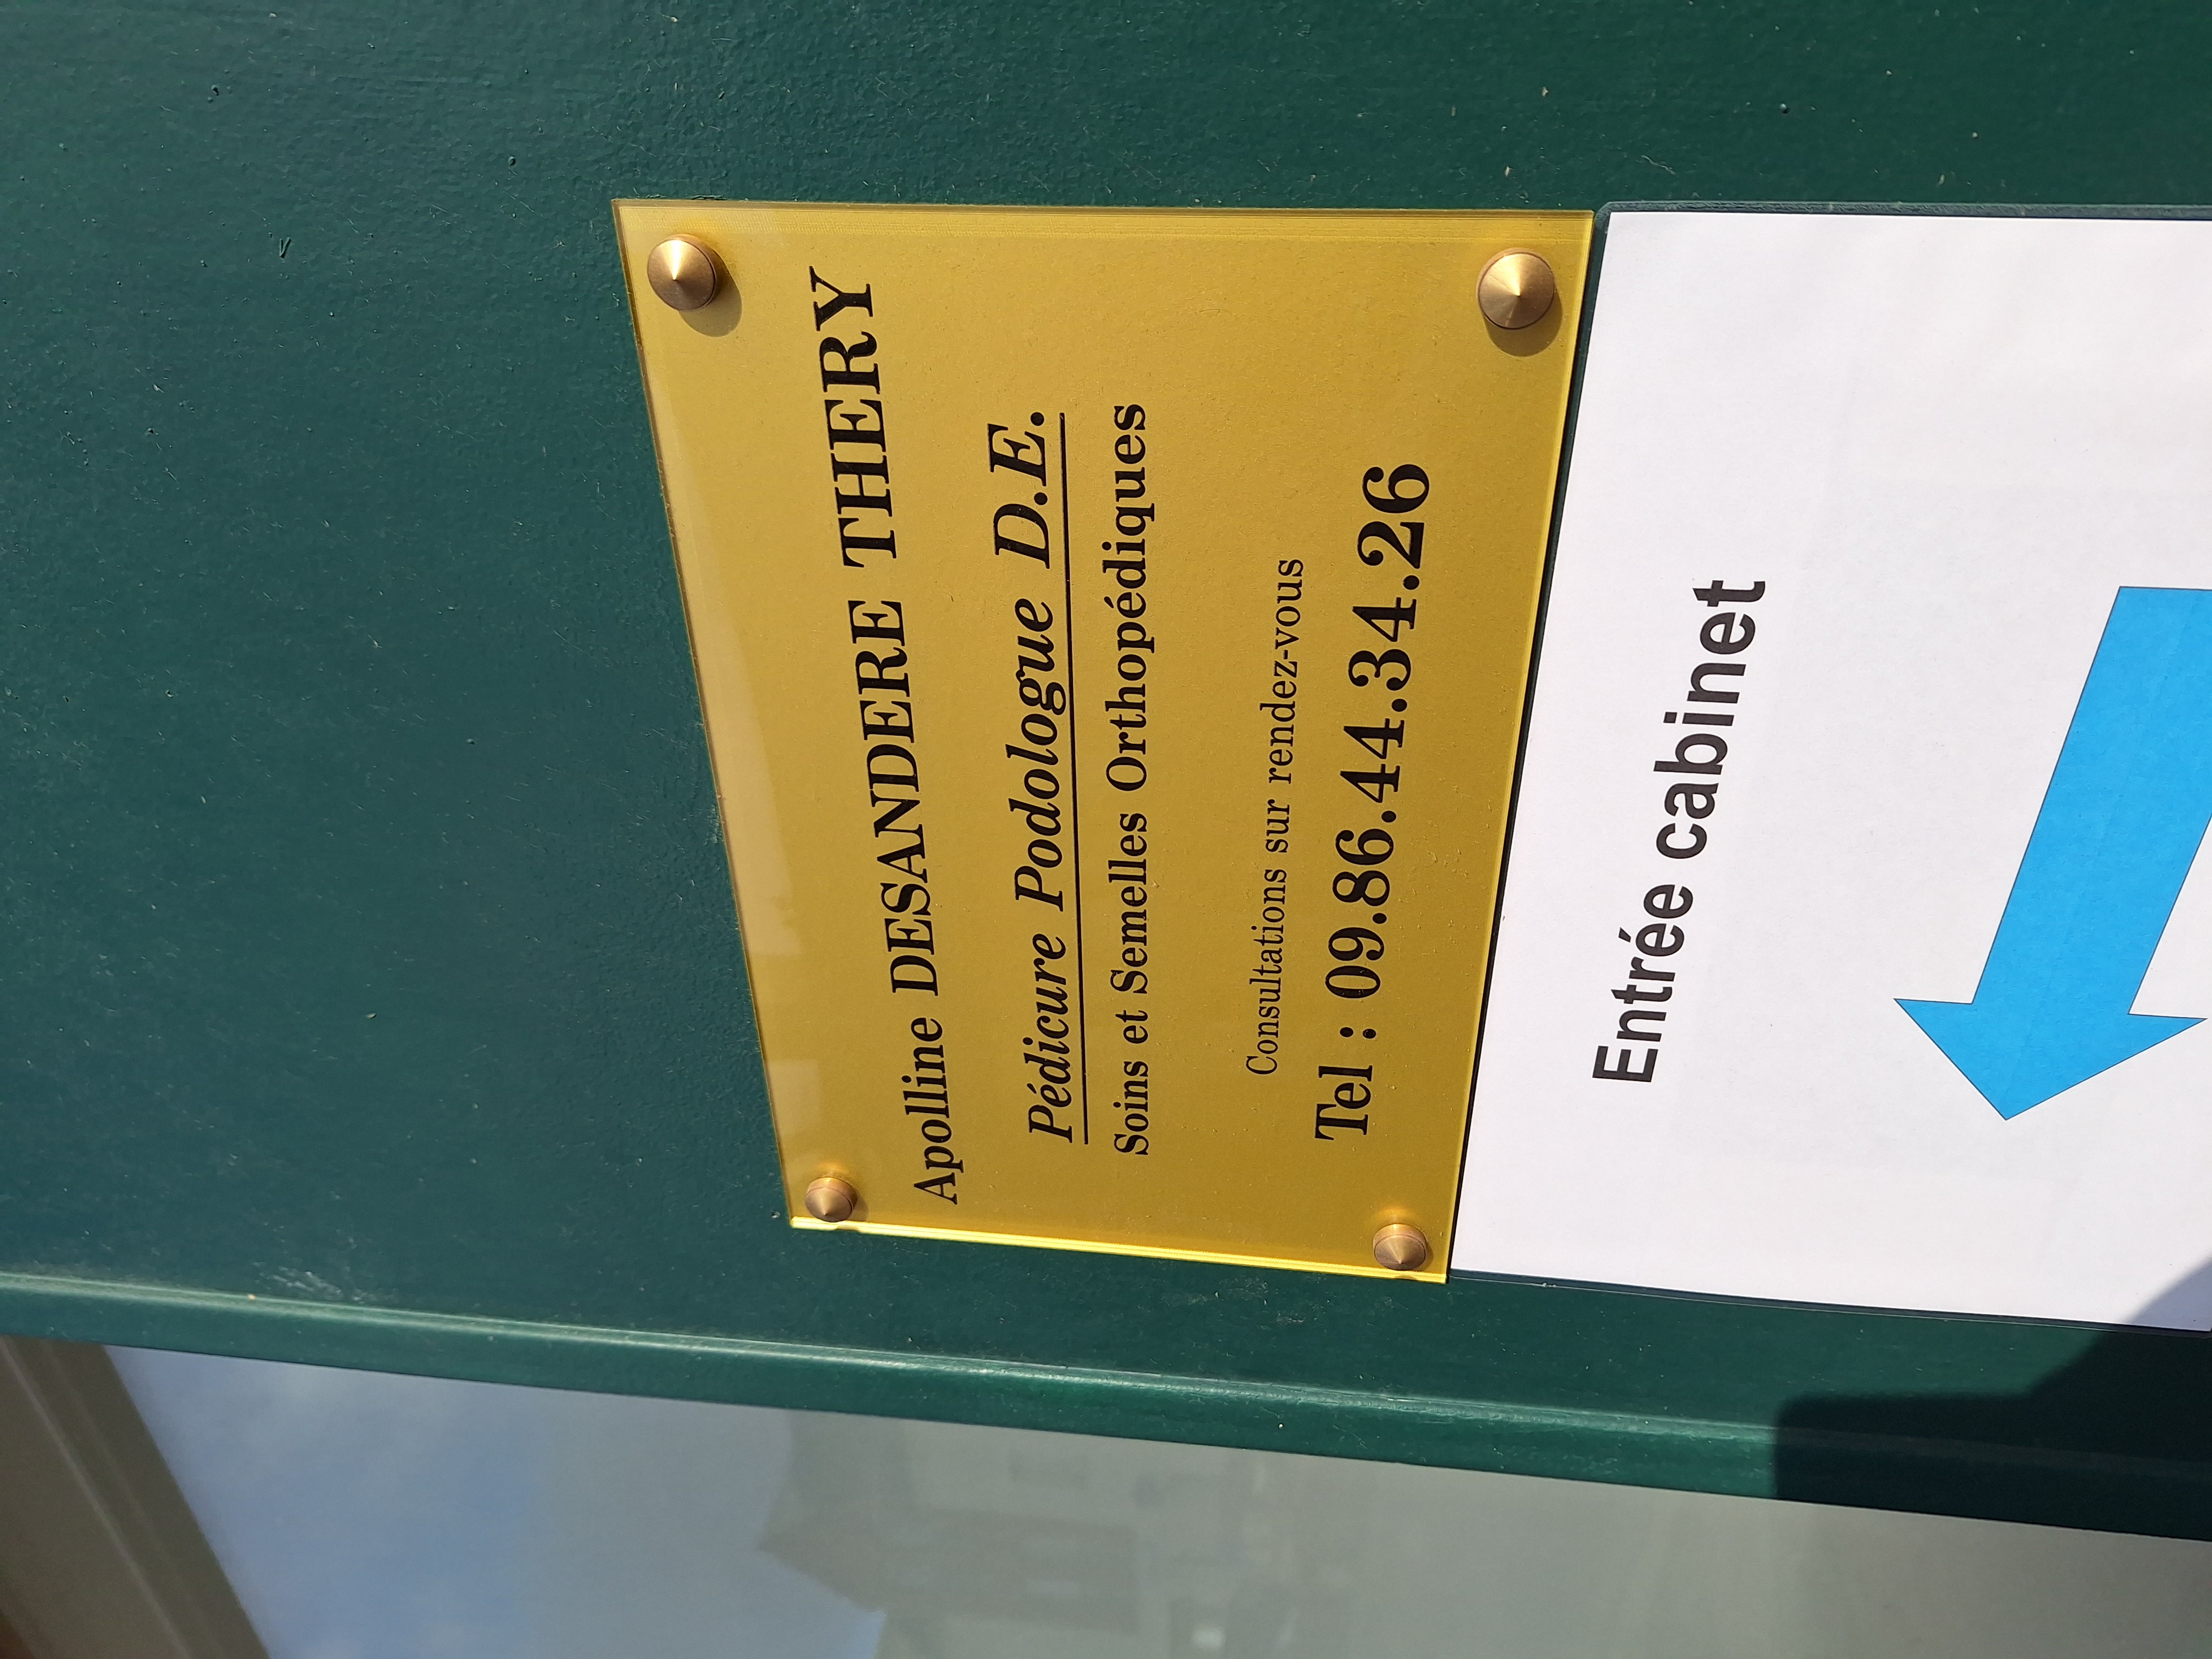 Apolline DESANDERE THERY
Pédicure Podologue D.E.
Soins et Semelles Orthopédiques
Consultations sur rendez-vous
Tel : 09.86.44.34.26
Entrée cabinet